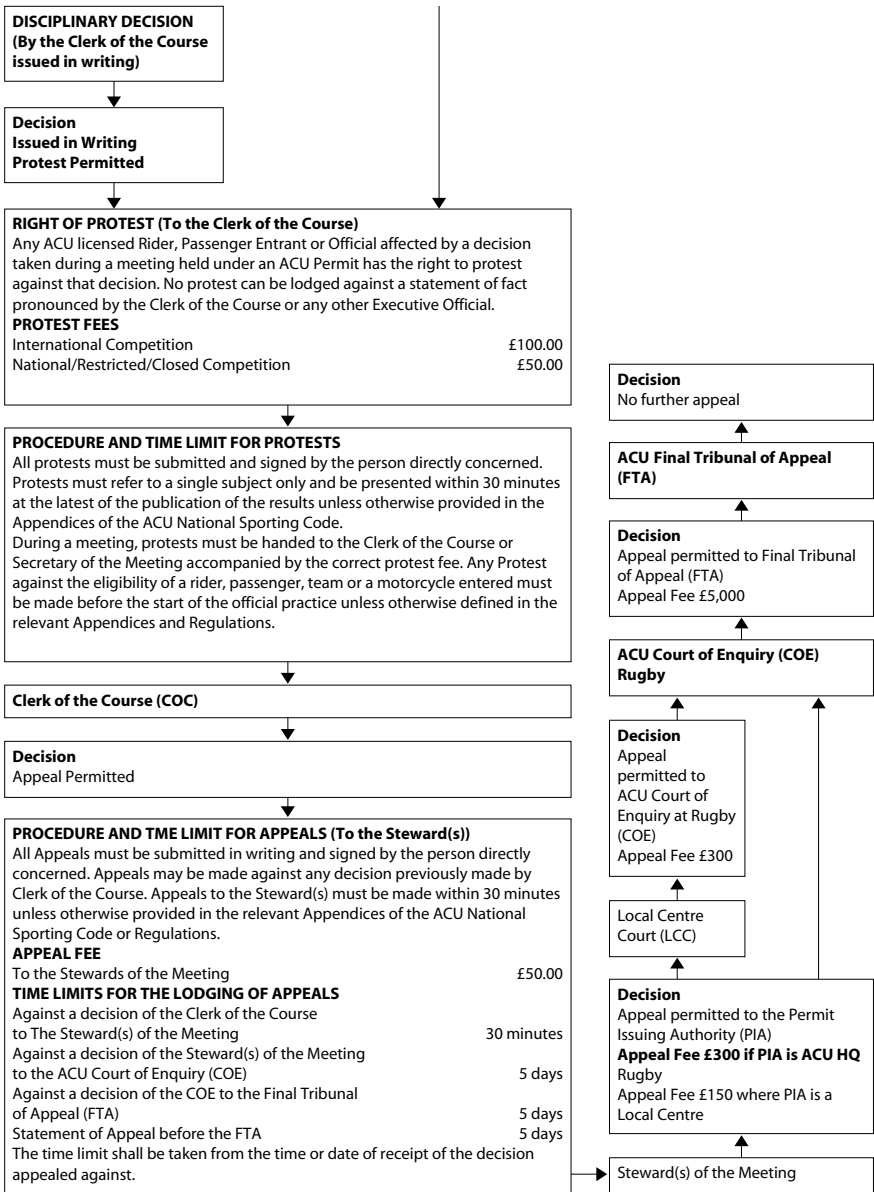 DISCIPLINARY DECISION
(By the Clerk of the Course
issued in writing)
Decision
Issued in Writing
Protest Permitted
RIGHT OF PROTEST (To the Clerk of the Course)
Any ACU licensed Rider, Passenger Entrant or Official affected by a decision
taken during a meeting held under an ACU Permit has the right to protest
against that decision. No protest can be lodged against a statement of fact
pronounced by the Clerk of the Course or any other Executive Official.
PROTEST FEES
International Competition £100.00
National/Restricted/Closed Competition £50.00
PROCEDURE AND TIME LIMIT FOR PROTESTS
All protests must be submitted and signed by the person directly concerned.
Protests must refer to a single subject only and be presented within 30 minutes
at the latest of the publication of the results unless otherwise provided in the
Appendices of the ACU National Sporting Code.
During a meeting, protests must be handed to the Clerk of the Course or
Secretary of the Meeting accompanied by the correct protest fee. Any Protest
against the eligibility of a rider, passenger, team or a motorcycle entered must
be made before the start of the official practice unless otherwise defined in the
relevant Appendices and Regulations.
Clerk of the Course (COC)
Decision
Appeal Permitted
PROCEDURE AND TME LIMIT FOR APPEALS (To the Steward(s))
All Appeals must be submitted in writing and signed by the person directly
concerned. Appeals may be made against any decision previously made by
Clerk of the Course. Appeals to the Steward(s) must be made within 30 minutes
unless otherwise provided in the relevant Appendices of the ACU National
Sporting Code or Regulations.
APPEAL FEE
To the Stewards of the Meeting £50.00
TIME LIMITS FOR THE LODGING OF APPEALS
Against a decision of the Clerk of the Course
to The Steward(s) of the Meeting 30 minutes
Against a decision of the Steward(s) of the Meeting
to the ACU Court of Enquiry (COE) 5 days
Against a decision of the COE to the Final Tribunal
of Appeal (FTA) 5 days
Statement of Appeal before the FTA 5 days
The time limit shall be taken from the time or date of receipt of the decision
appealed against.
Steward(s) of the Meeting
Decision
Appeal permitted to the Permit
Issuing Authority (PIA)
Appeal Fee £300 if PIA is ACU HQ
Rugby
Appeal Fee £150 where PIA is a
Local Centre
Local Centre
Court (LCC)
Decision
Appeal
permitted to
ACU Court of
Enquiry at Rugby
(COE)
Appeal Fee £300
ACU Court of Enquiry (COE)
Rugby
Decision
Appeal permitted to Final Tribunal
of Appeal (FTA)
Appeal Fee £5,000
ACU Final Tribunal of Appeal
(FTA)
Decision
No further appeal